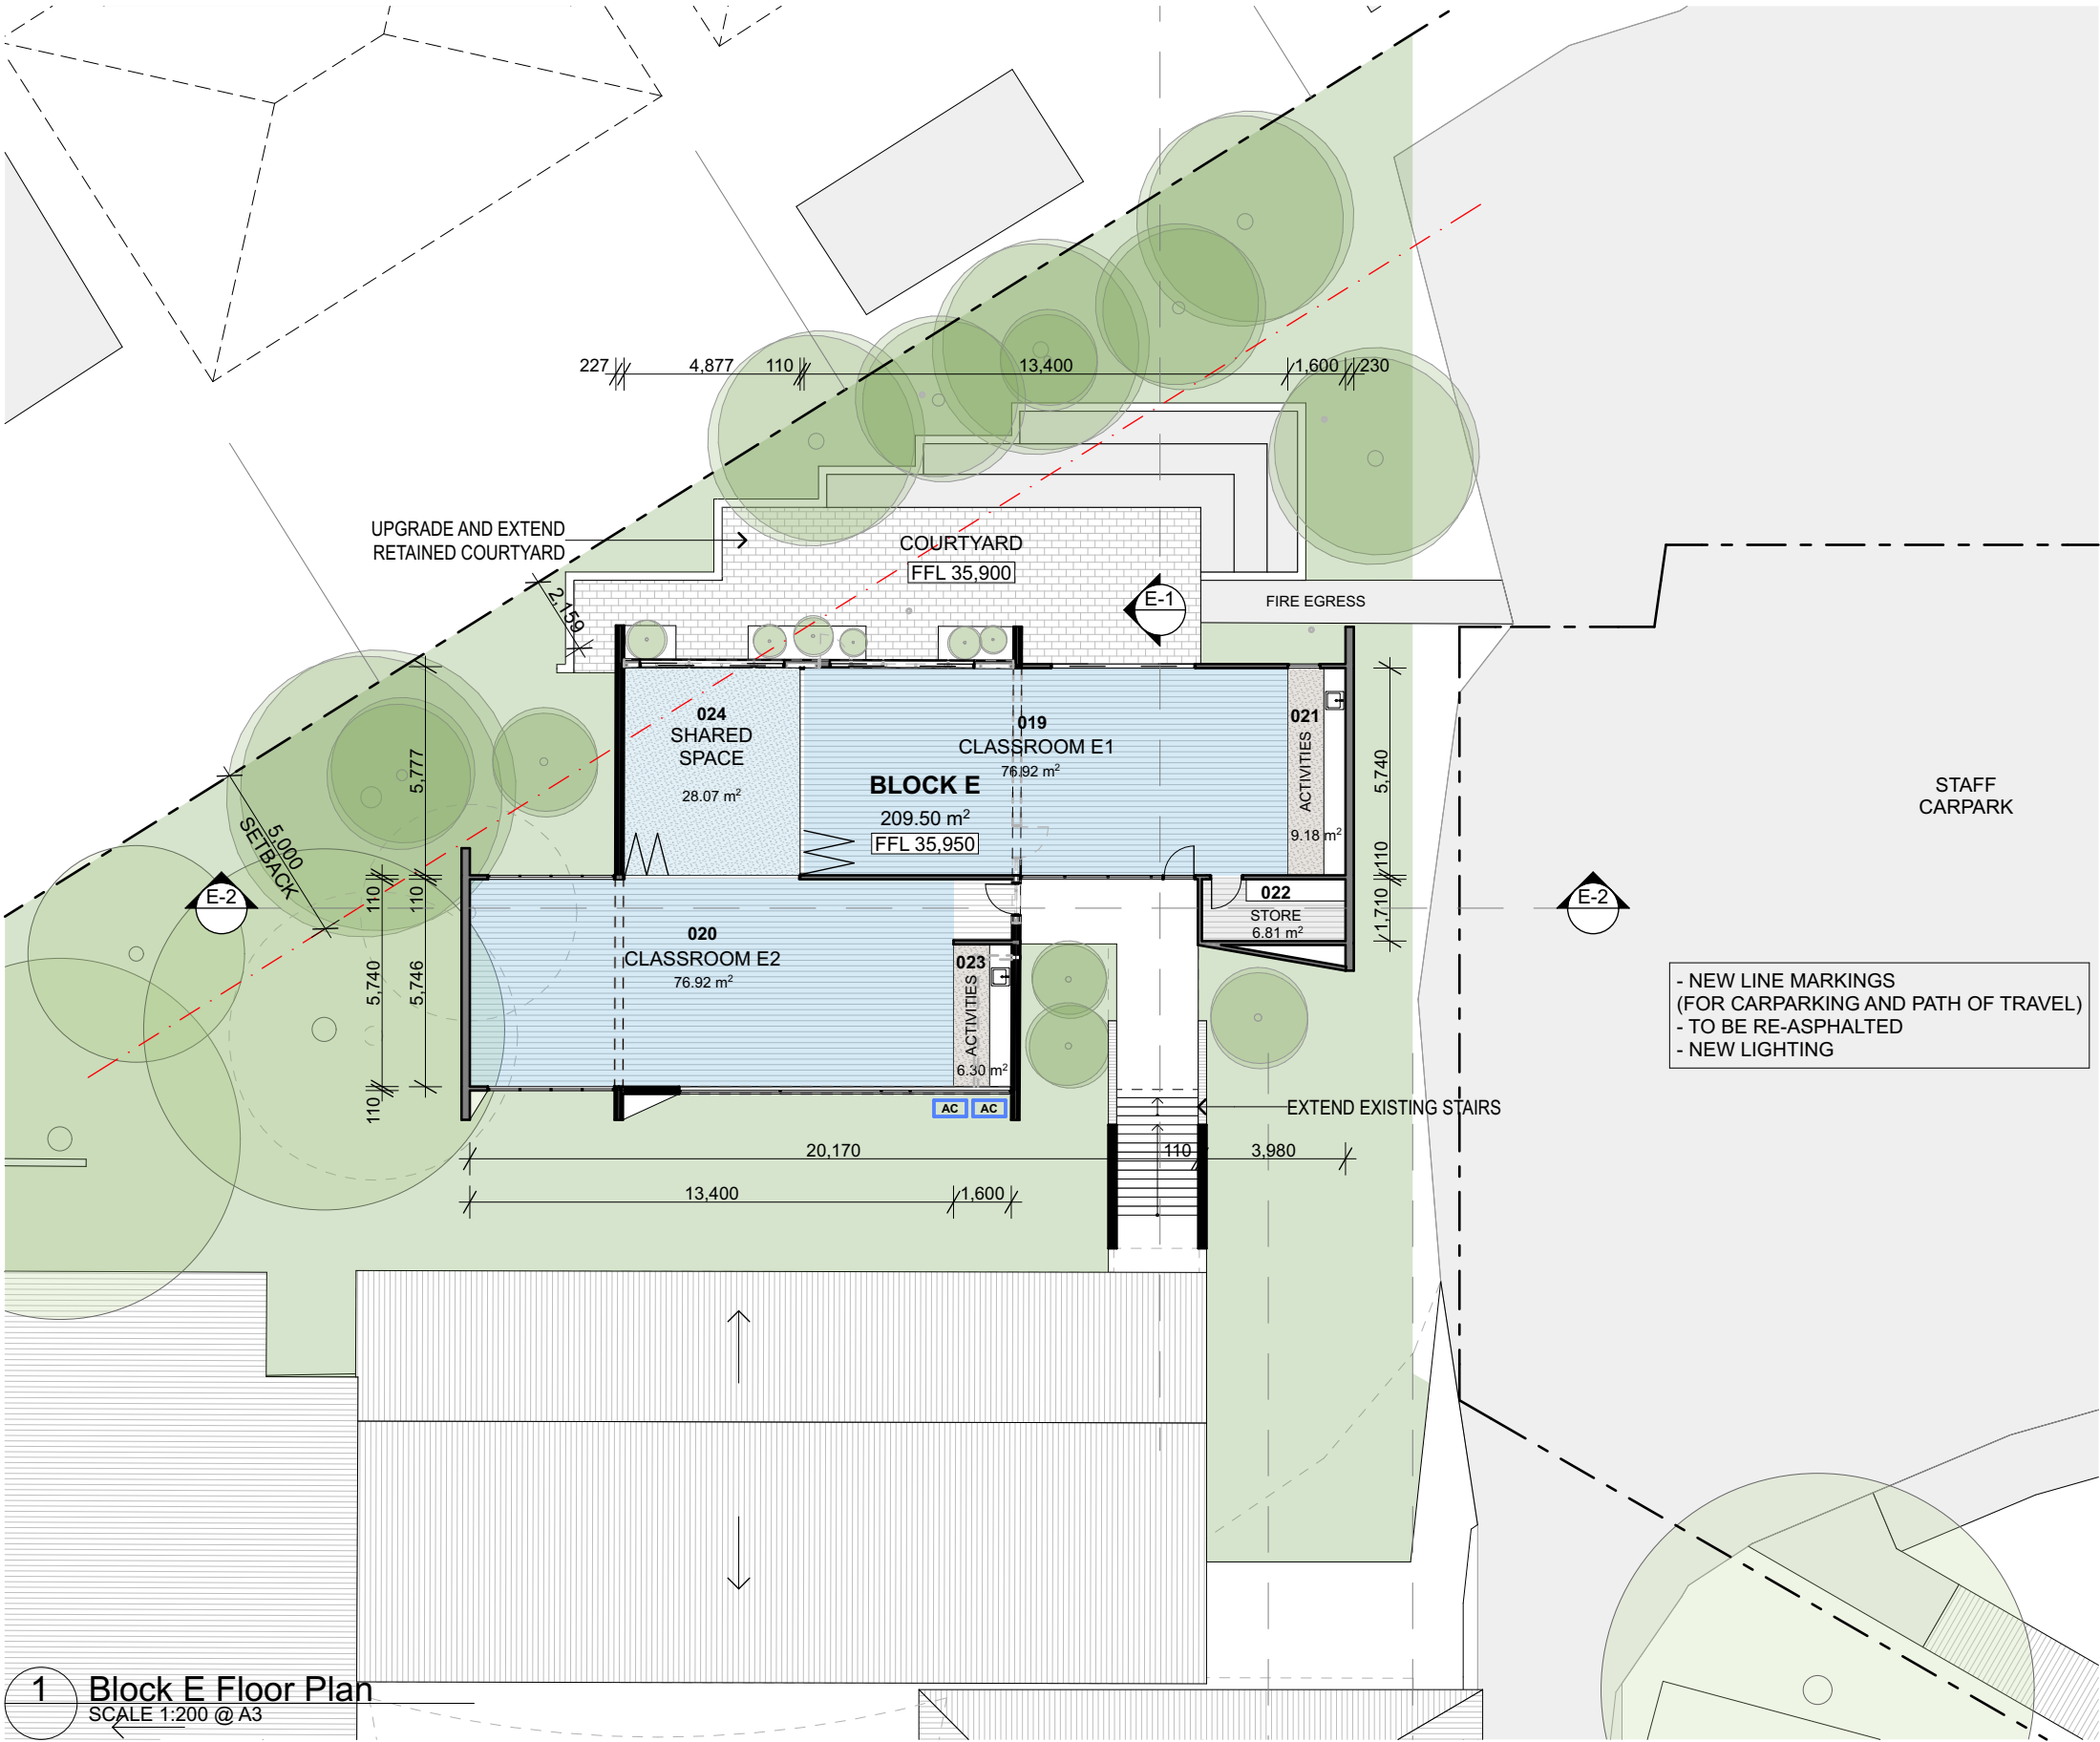 227
4,877
110
13,400
1,600
230
UPGRADE AND EXTEND
RETAINED COURTYARD
COURTYARD
FFL 35,900
E-1
FIRE EGRESS
2,159
024
SHARED
SPACE
28.07 m²
019
CLASSROOM E1
76.92 m²
BLOCK E
209.50 m²
FFL 35,950
021
ACTIVITIES
9.18 m²
5,777
5,740
STAFF
CARPARK
5,000
SETBACK
E-2
110
110
110
1,710
022
STORE
6.81 m²
E-2
020
CLASSROOM E2
76.92 m²
023
ACTIVITIES
6.30 m²
5,740
5,746
110
- NEW LINE MARKINGS
(FOR CARPARKING AND PATH OF TRAVEL)
- TO BE RE-ASPHALTED
- NEW LIGHTING
AC
AC
EXTEND EXISTING STAIRS
20,170
110
3,980
13,400
1,600
1
Block E Floor Plan
SCALE 1:200 @ A3